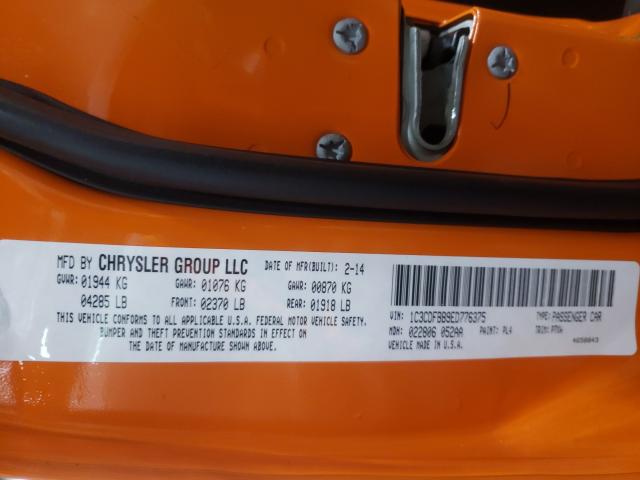 MFD BY CHRYSLER GROUP LLC DATE OF MFR(BUILT): 2-14
GVWR: 01944 KG GAWR: 01076 KG GAWR: 00870 KG
04285 LB FRONT: 02370 LB REAR: 01918 LB
THIS VEHICLE CONFORMS TO ALL APPLICABLE U.S.A. FEDERAL MOTOR VEHICLE SAFETY,
BUMPER AND THEFT PREVENTION STANDARDS IN EFFECT ON
THE DATE OF MANUFACTURE SHOWN ABOVE.
VIN: 1C3CDFBB9ED776375 TYPE: PASSENGER CAR
MDH: 022806 052AA PAINT: PL4 TRIM: P7X4
VEHICLE MADE IN U.S.A. 4658043